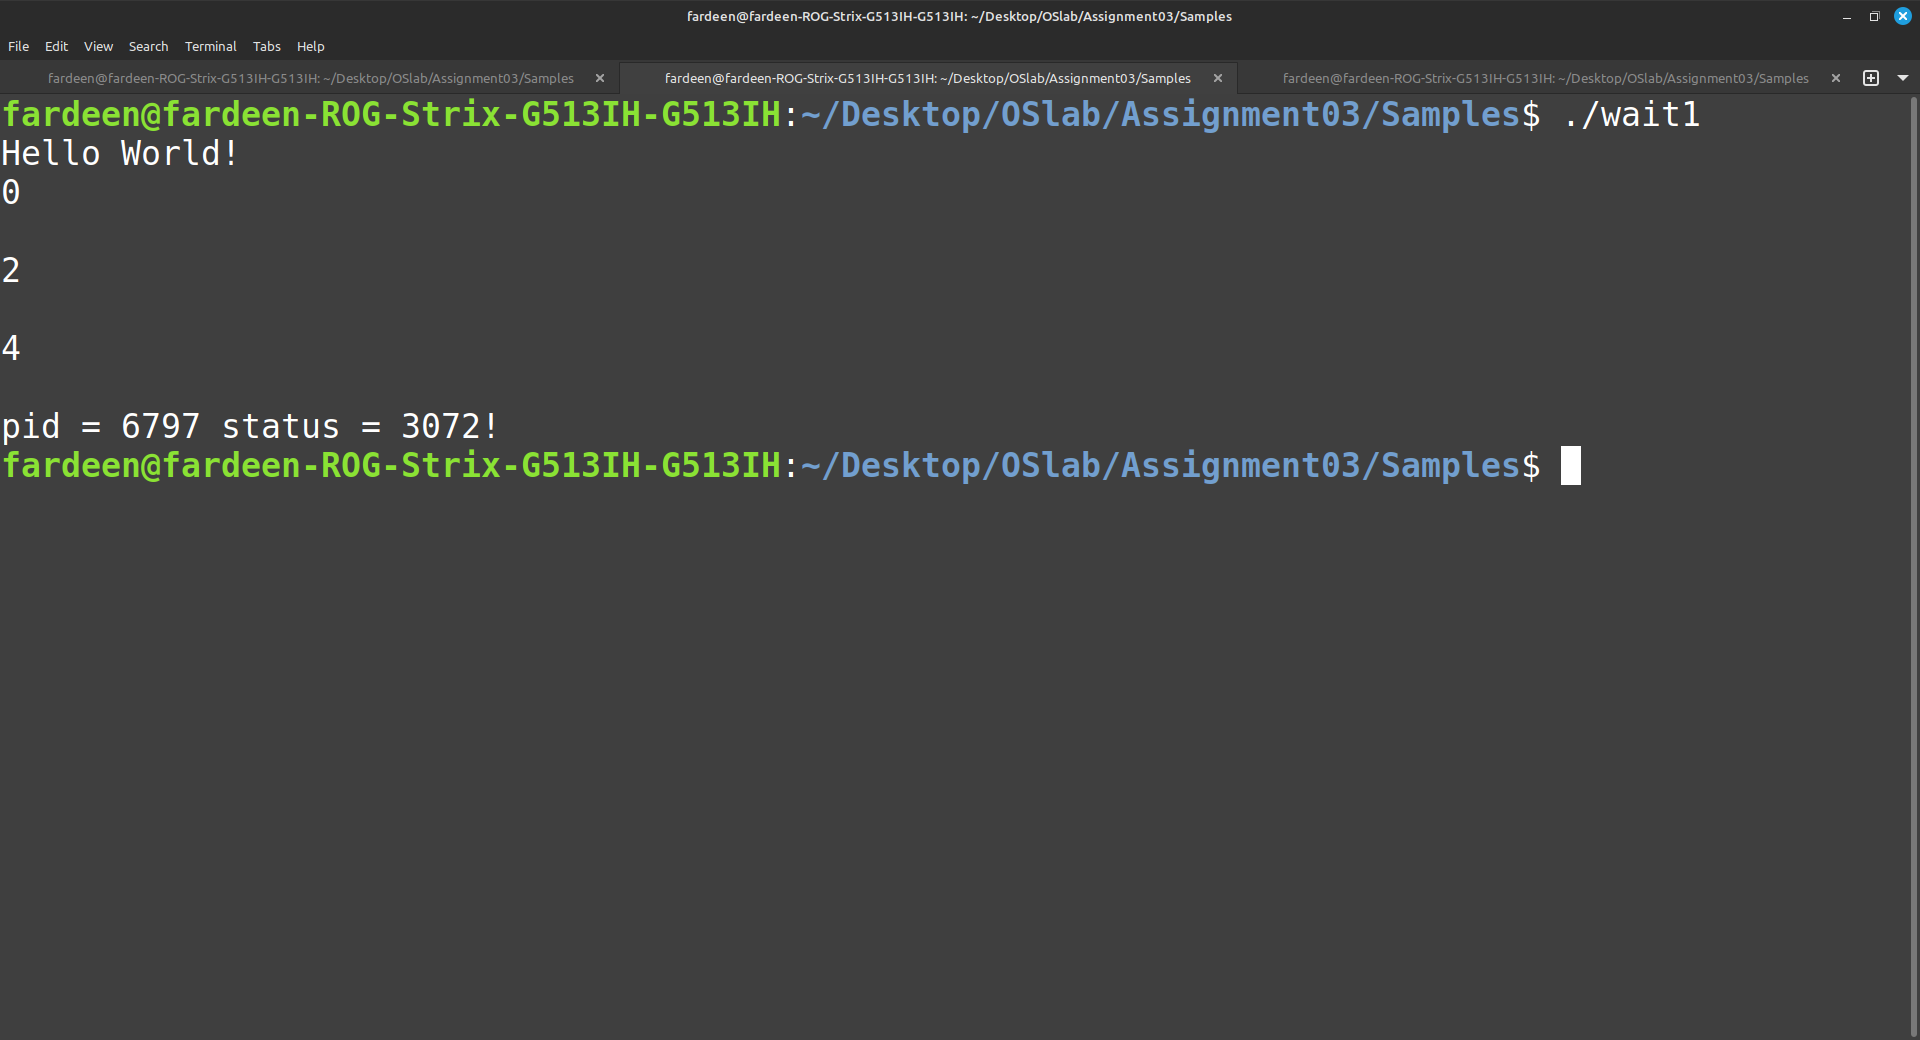 fardeen@fardeen-ROG-Strix-G513IH-G513IH: ~/Desktop/OSlab/Assignment03/Samples
File Edit View Search Terminal Tabs Help
fardeen@fardeen-ROG-Strix-G513IH-G513IH: ~/Desktop/OSlab/Assignment03/Samples fardeen@fardeen-ROG-Strix-G513IH-G513IH: ~/Desktop/OSlab/Assignment03/Samples fardeen@fardeen-ROG-Strix-G513IH-G513IH: ~/Desktop/OSlab/Assignment03/Samples
fardeen@fardeen-ROG-Strix-G513IH-G513IH:~/Desktop/OSlab/Assignment03/Samples$ ./wait1
Hello World!
0
2
4
pid = 6797 status = 3072!
fardeen@fardeen-ROG-Strix-G513IH-G513IH:~/Desktop/OSlab/Assignment03/Samples$